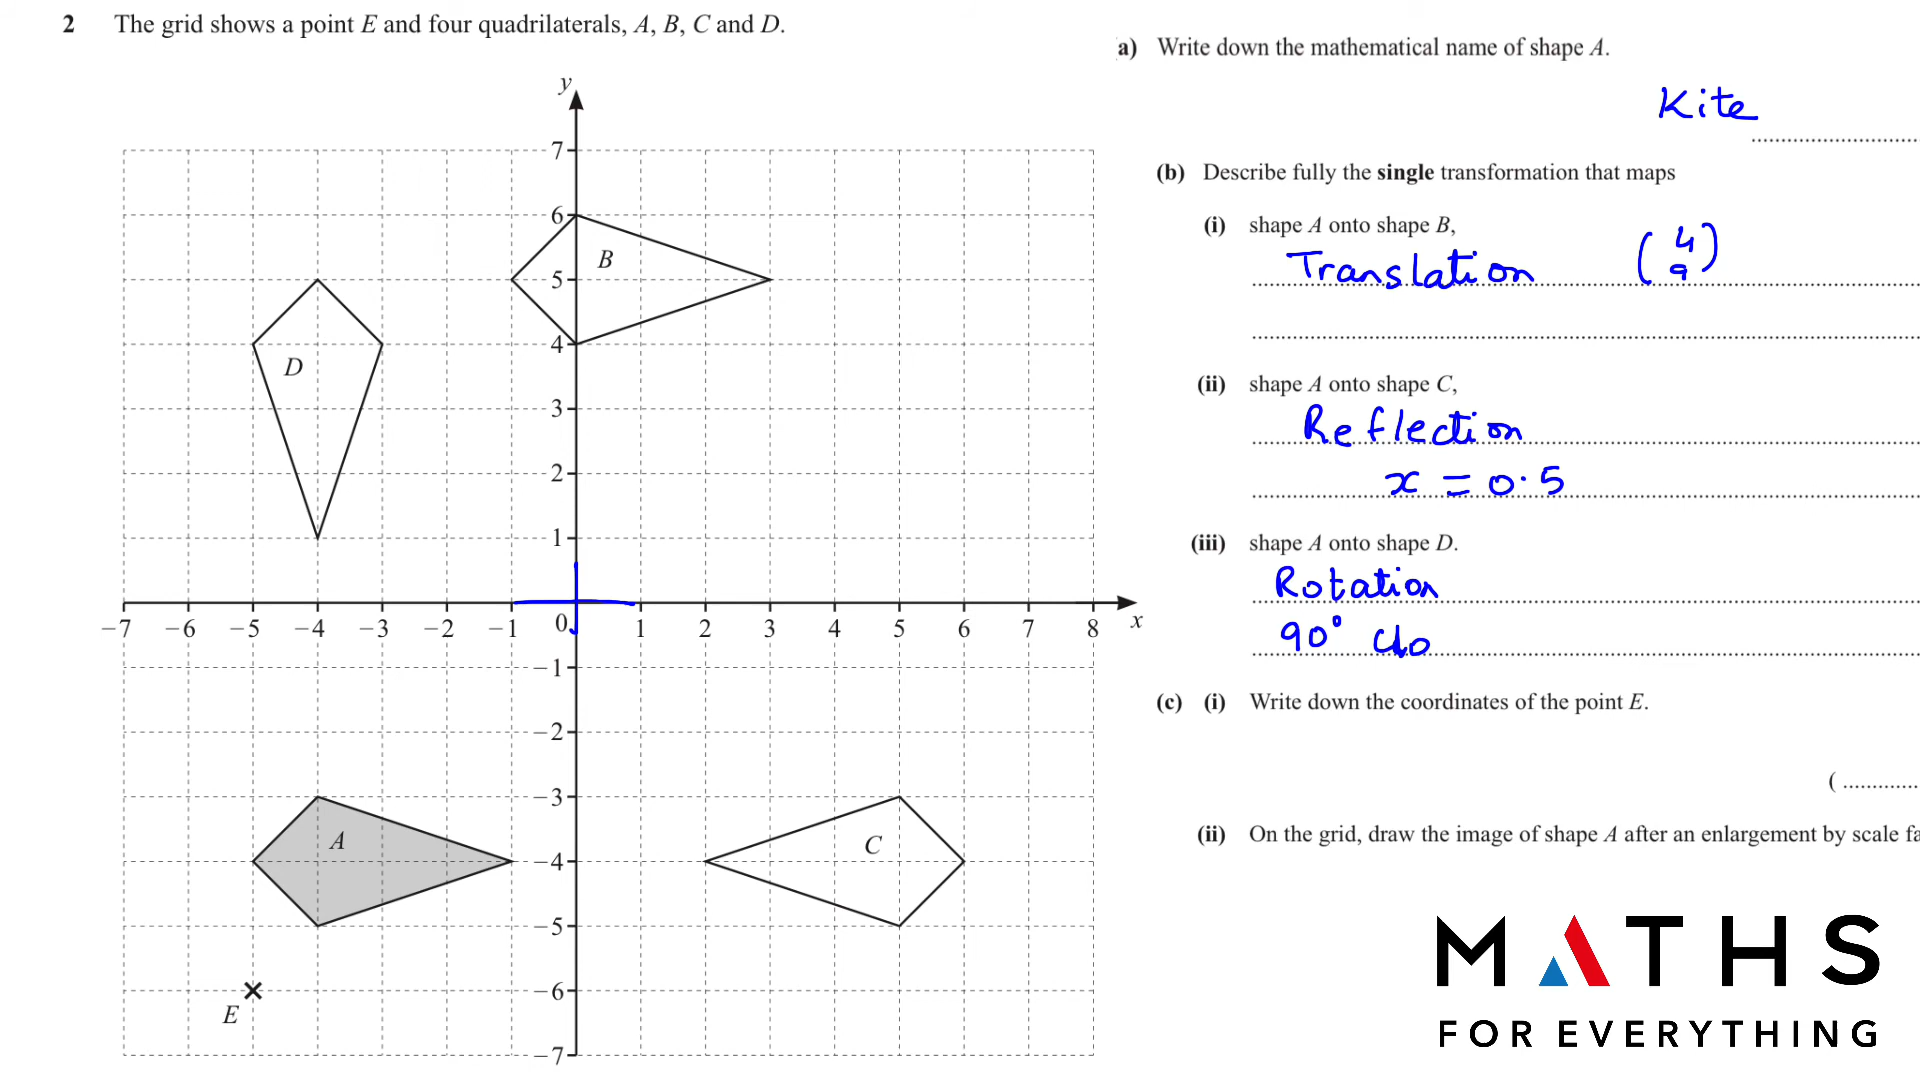 2 The grid shows a point E and four quadrilaterals, A, B, C and D.
y
7
6
5
4
3
2
1
0
−7 −6 −5 −4 −3 −2 −1 1 2 3 4 5 6 7 8 x
−1
−2
−3
−4
−5
−6
−7
B
D
A
C
E
a) Write down the mathematical name of shape A.
Kite
(b) Describe fully the single transformation that maps
(i) shape A onto shape B,
Translation (4 9)
(ii) shape A onto shape C,
Reflection
x = 0.5
(iii) shape A onto shape D.
Rotation
90° clo
(c) (i) Write down the coordinates of the point E.
( ............
(ii) On the grid, draw the image of shape A after an enlargement by scale fa
MATHS
FOR EVERYTHING